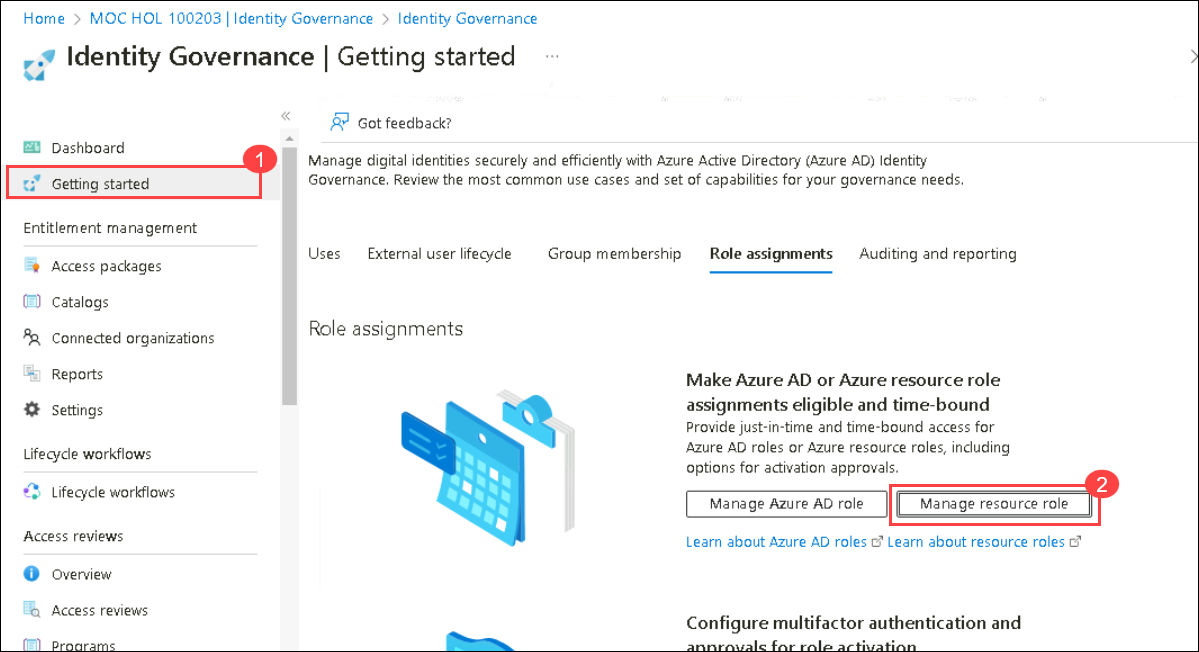 Home > MOC HOL 100203 | Identity Governance > Identity Governance
Identity Governance | Getting started ...
«
Got feedback?
Dashboard
1
Getting started
Entitlement management
Access packages
Catalogs
Connected organizations
Reports
Settings
Lifecycle workflows
Lifecycle workflows
Access reviews
Overview
Access reviews
Programs
Manage digital identities securely and efficiently with Azure Active Directory (Azure AD) Identity
Governance. Review the most common use cases and set of capabilities for your governance needs.
Uses External user lifecycle Group membership Role assignments Auditing and reporting
Role assignments
Make Azure AD or Azure resource role
assignments eligible and time-bound
Provide just-in-time and time-bound access for
Azure AD roles or Azure resource roles, including
options for activation approvals.
2
Manage Azure AD role Manage resource role
Learn about Azure AD roles Learn about resource roles
Configure multifactor authentication and
approvals for role activation